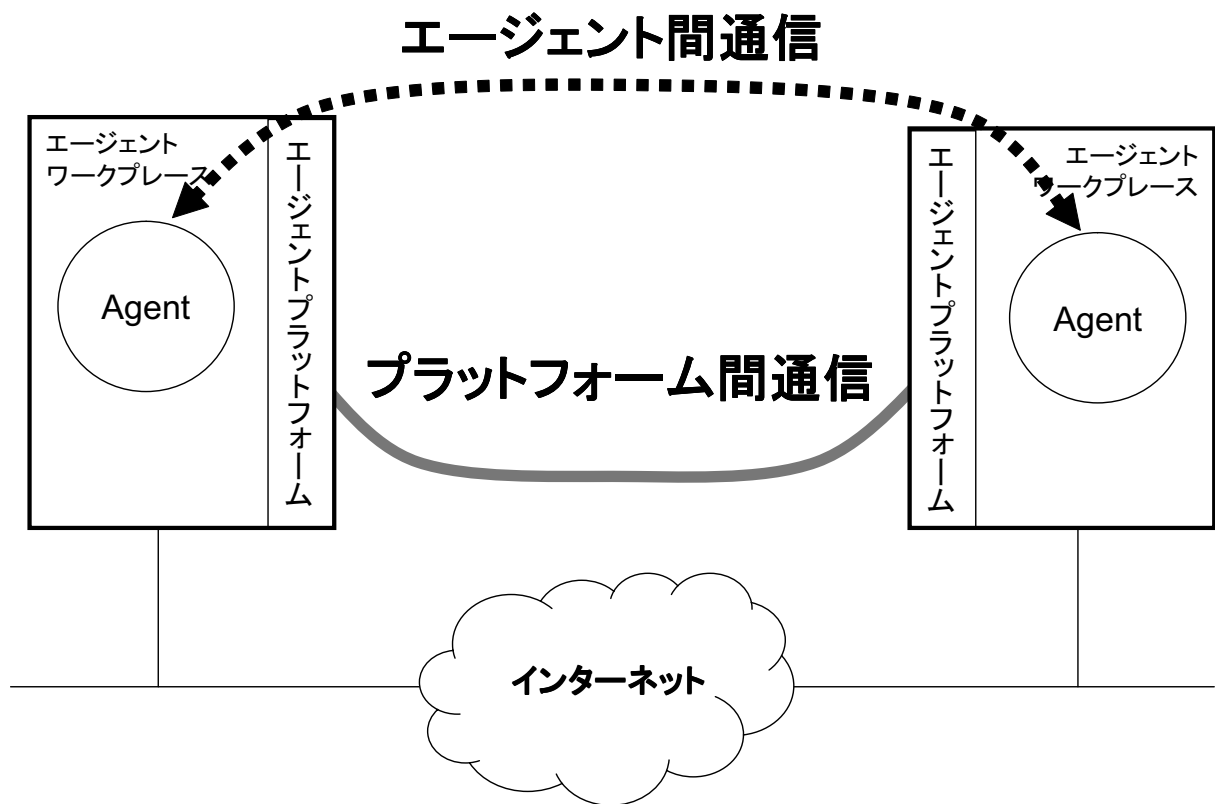 エージェント間通信
エージェント
ワークプレース
エージェントプラットフォーム
Agent
エージェント
ワークプレース
エージェントプラットフォーム
Agent
プラットフォーム間通信
インターネット